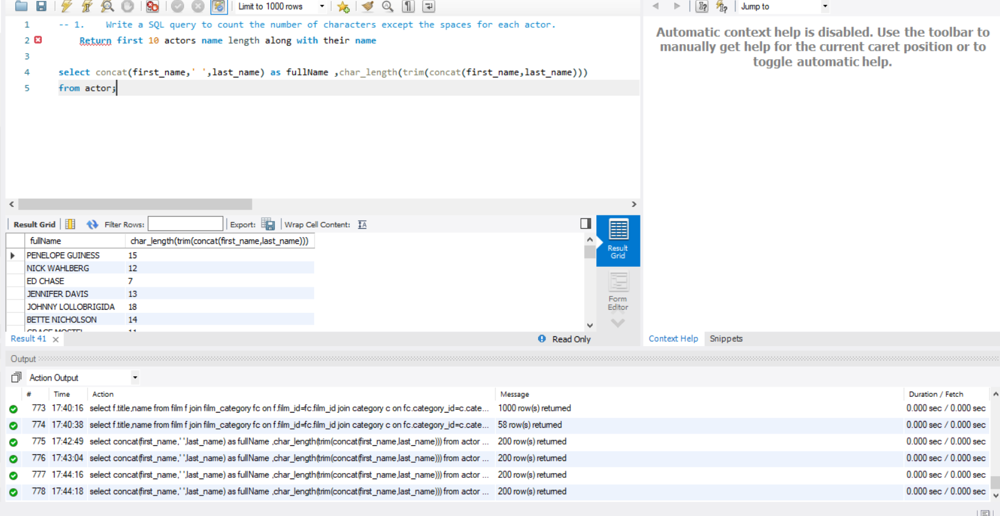 Limit to 1000 rows
Jump to
1 -- 1. Write a SQL query to count the number of characters except the spaces for each actor.
2 Return first 10 actors name length along with their name
3
4 select concat(first_name,' ',last_name) as fullName ,char_length(trim(concat(first_name,last_name)))
5 from actor;
Automatic context help is disabled. Use the toolbar to
manually get help for the current caret position or to
toggle automatic help.
Result Grid Filter Rows: Export: Wrap Cell Content:
fullName char_length(trim(concat(first_name,last_name)))
PENELOPE GUINESS 15
NICK WAHLBERG 12
ED CHASE 7
JENNIFER DAVIS 13
JOHNNY LOLLOBRIGIDA 18
BETTE NICHOLSON 14
GRACE MOSTEL 11
Result
Grid
Form
Editor
Result 41
Read Only
Context Help Snippets
Output
Action Output
# Time Action Message Duration / Fetch
773 17:40:16 select f.title,name from film f join film_category fc on f.film_id=fc.film_id join category c on fc.category_id=c.cate... 1000 row(s) returned 0.000 sec / 0.000 sec
774 17:40:38 select f.title,name from film f join film_category fc on f.film_id=fc.film_id join category c on fc.category_id=c.cate... 58 row(s) returned 0.000 sec / 0.000 sec
775 17:42:49 select concat(first_name,' ',last_name) as fullName ,char_length(trim(concat(first_name,last_name))) from actor ... 200 row(s) returned 0.000 sec / 0.000 sec
776 17:43:04 select concat(first_name,' ',last_name) as fullName ,char_length(trim(concat(first_name,last_name))) from actor ... 200 row(s) returned 0.000 sec / 0.000 sec
777 17:44:16 select concat(first_name,' ',last_name) as fullName ,char_length(trim(concat(first_name,last_name))) from actor ... 200 row(s) returned 0.000 sec / 0.000 sec
778 17:44:18 select concat(first_name,' ',last_name) as fullName ,char_length(trim(concat(first_name,last_name))) from actor ... 200 row(s) returned 0.000 sec / 0.000 sec